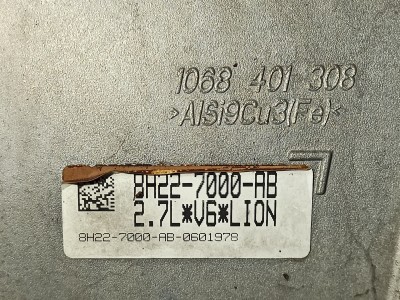 1068 401 308
>AlSi9Cu3(Fe)<
8H22-7000-AB
2.7L*V6*LION
8H22-7000-AB-0601978